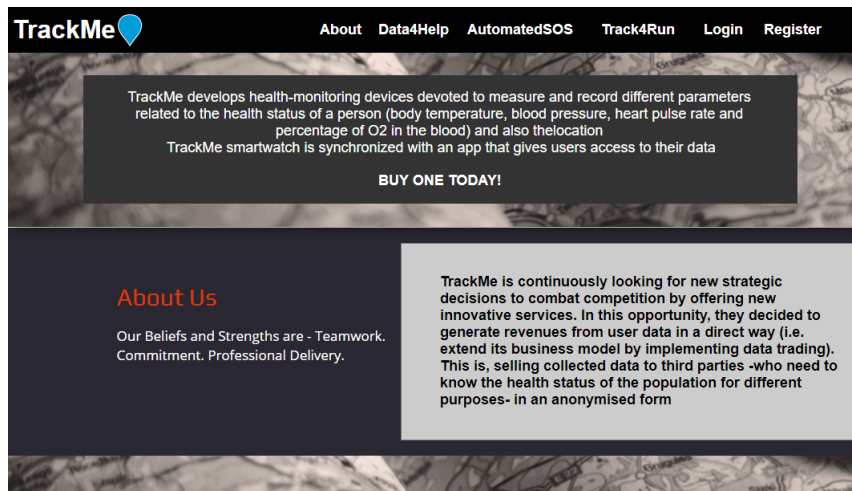 TrackMe
About Data4Help AutomatedSOS Track4Run Login Register
TrackMe develops health-monitoring devices devoted to measure and record different parameters
related to the health status of a person (body temperature, blood pressure, heart pulse rate and
percentage of O2 in the blood) and also thelocation
TrackMe smartwatch is synchronized with an app that gives users access to their data
BUY ONE TODAY!
About Us
Our Beliefs and Strengths are - Teamwork.
Commitment. Professional Delivery.
TrackMe is continuously looking for new strategic
decisions to combat competition by offering new
innovative services. In this opportunity, they decided to
generate revenues from user data in a direct way (i.e.
extend its business model by implementing data trading).
This is, selling collected data to third parties -who need to
know the health status of the population for different
purposes- in an anonymised form